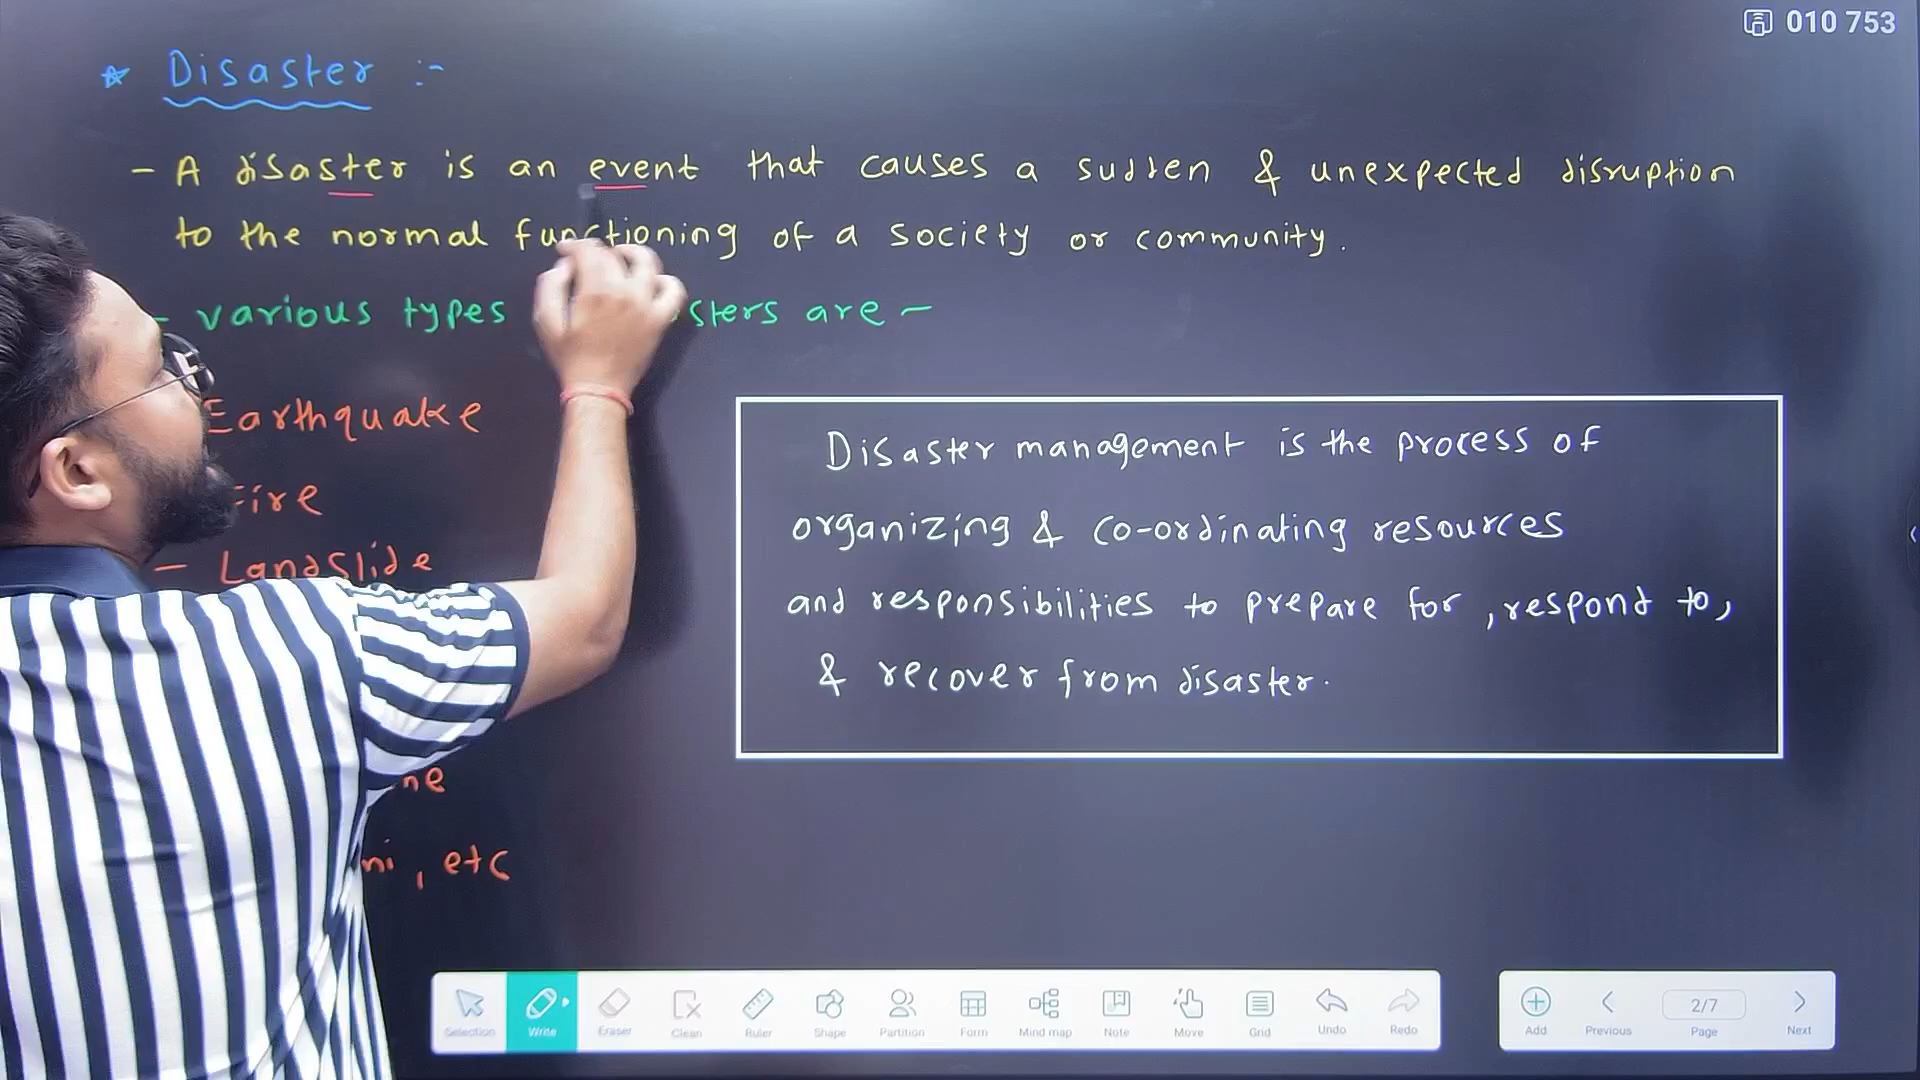 010 753
* Disaster :-
- A disaster is an event that causes a sudden & unexpected disruption
to the normal functioning of a society or community.
- various types sters are -
Earthquake
Fire
- Landslide
ne
ni, etc
Disaster management is the process of
organizing & co-ordinating resources
and responsibilities to prepare for, respond to,
& recover from disaster.
Selection Write Eraser Clean Ruler Shape Partition Form Mind map Note Move Grid Undo Redo
Add Previous 2/7 Page Next